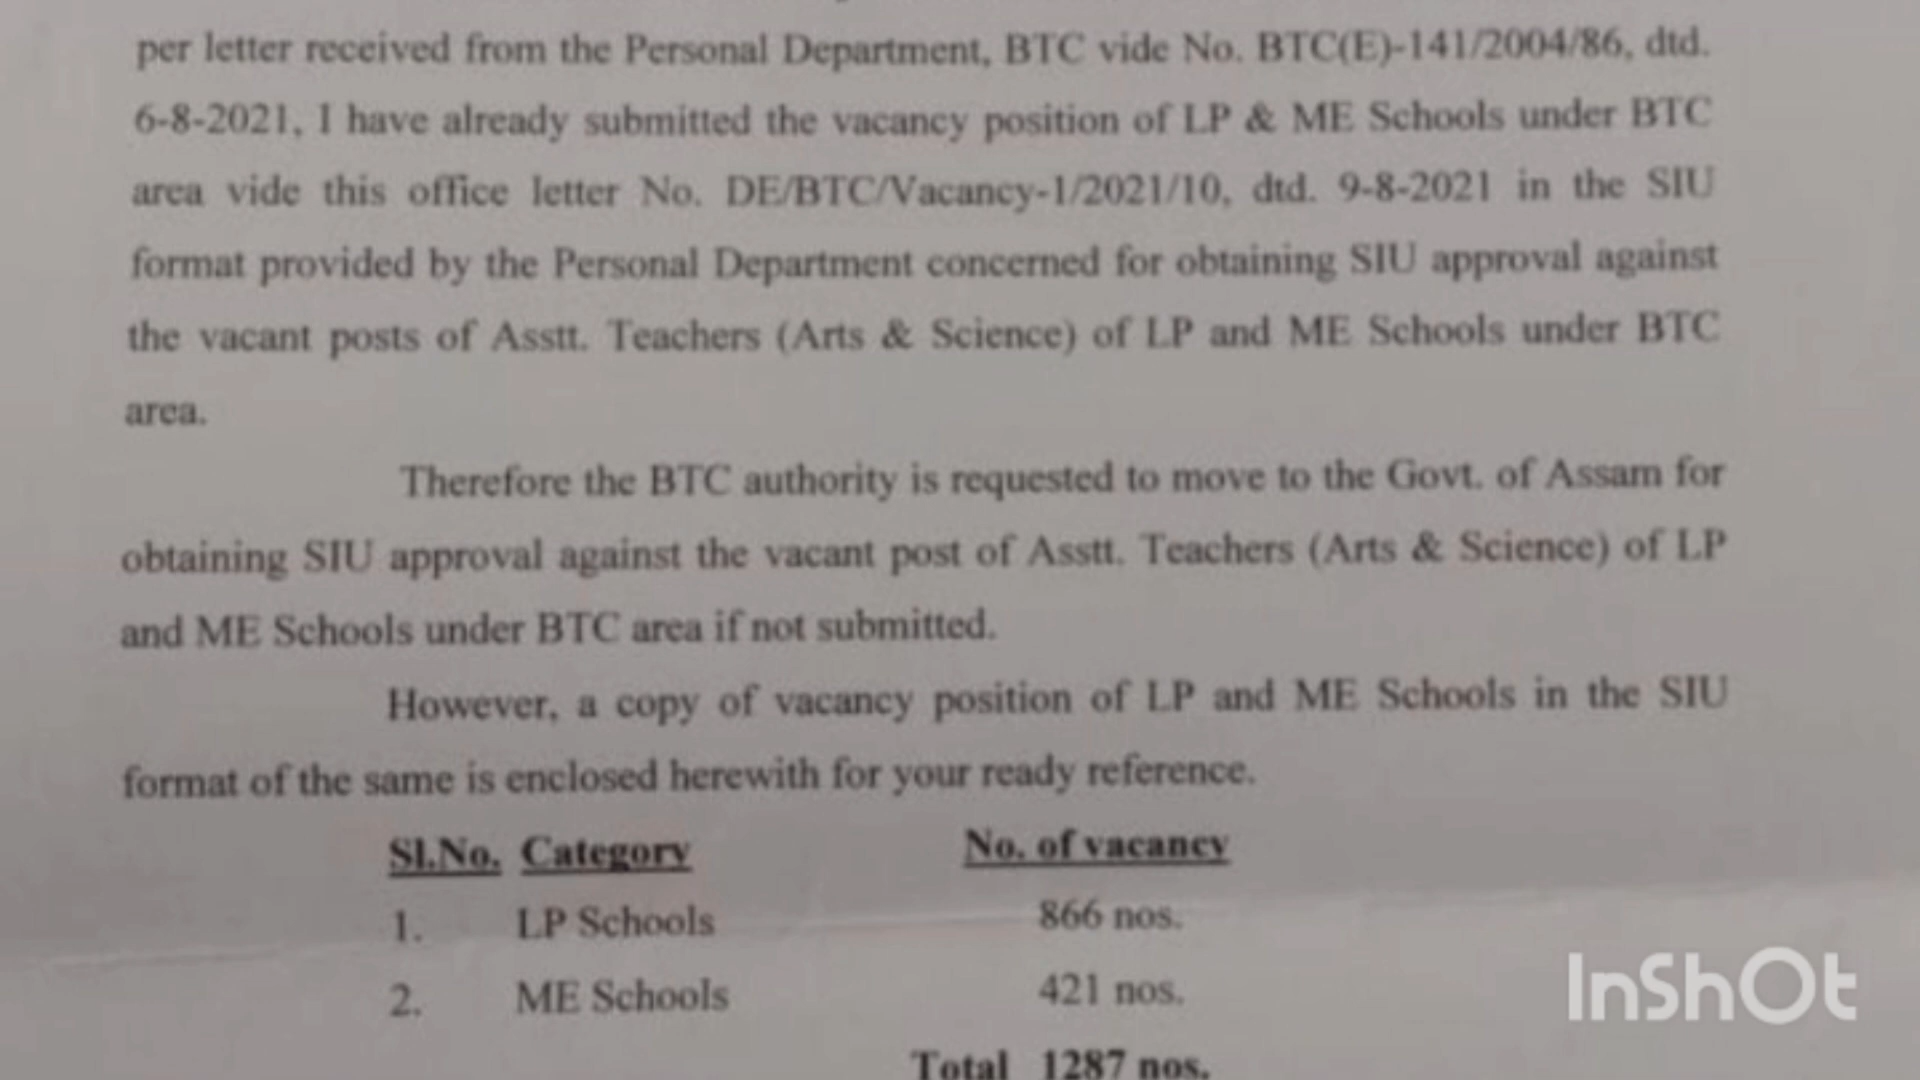 per letter received from the Personal Department, BTC vide No. BTC(E)-141/2004/86, dtd.
6-8-2021, I have already submitted the vacancy position of LP & ME Schools under BTC
area vide this office letter No. DE/BTC/Vacancy-1/2021/10, dtd. 9-8-2021 in the SIU
format provided by the Personal Department concerned for obtaining SIU approval against
the vacant posts of Asstt. Teachers (Arts & Science) of LP and ME Schools under BTC
area.
Therefore the BTC authority is requested to move to the Govt. of Assam for
obtaining SIU approval against the vacant post of Asstt. Teachers (Arts & Science) of LP
and ME Schools under BTC area if not submitted.
However, a copy of vacancy position of LP and ME Schools in the SIU
format of the same is enclosed herewith for your ready reference.
Sl.No. Category No. of vacancy
1. LP Schools 866 nos.
2. ME Schools 421 nos.
Total 1287 nos.
InShOt